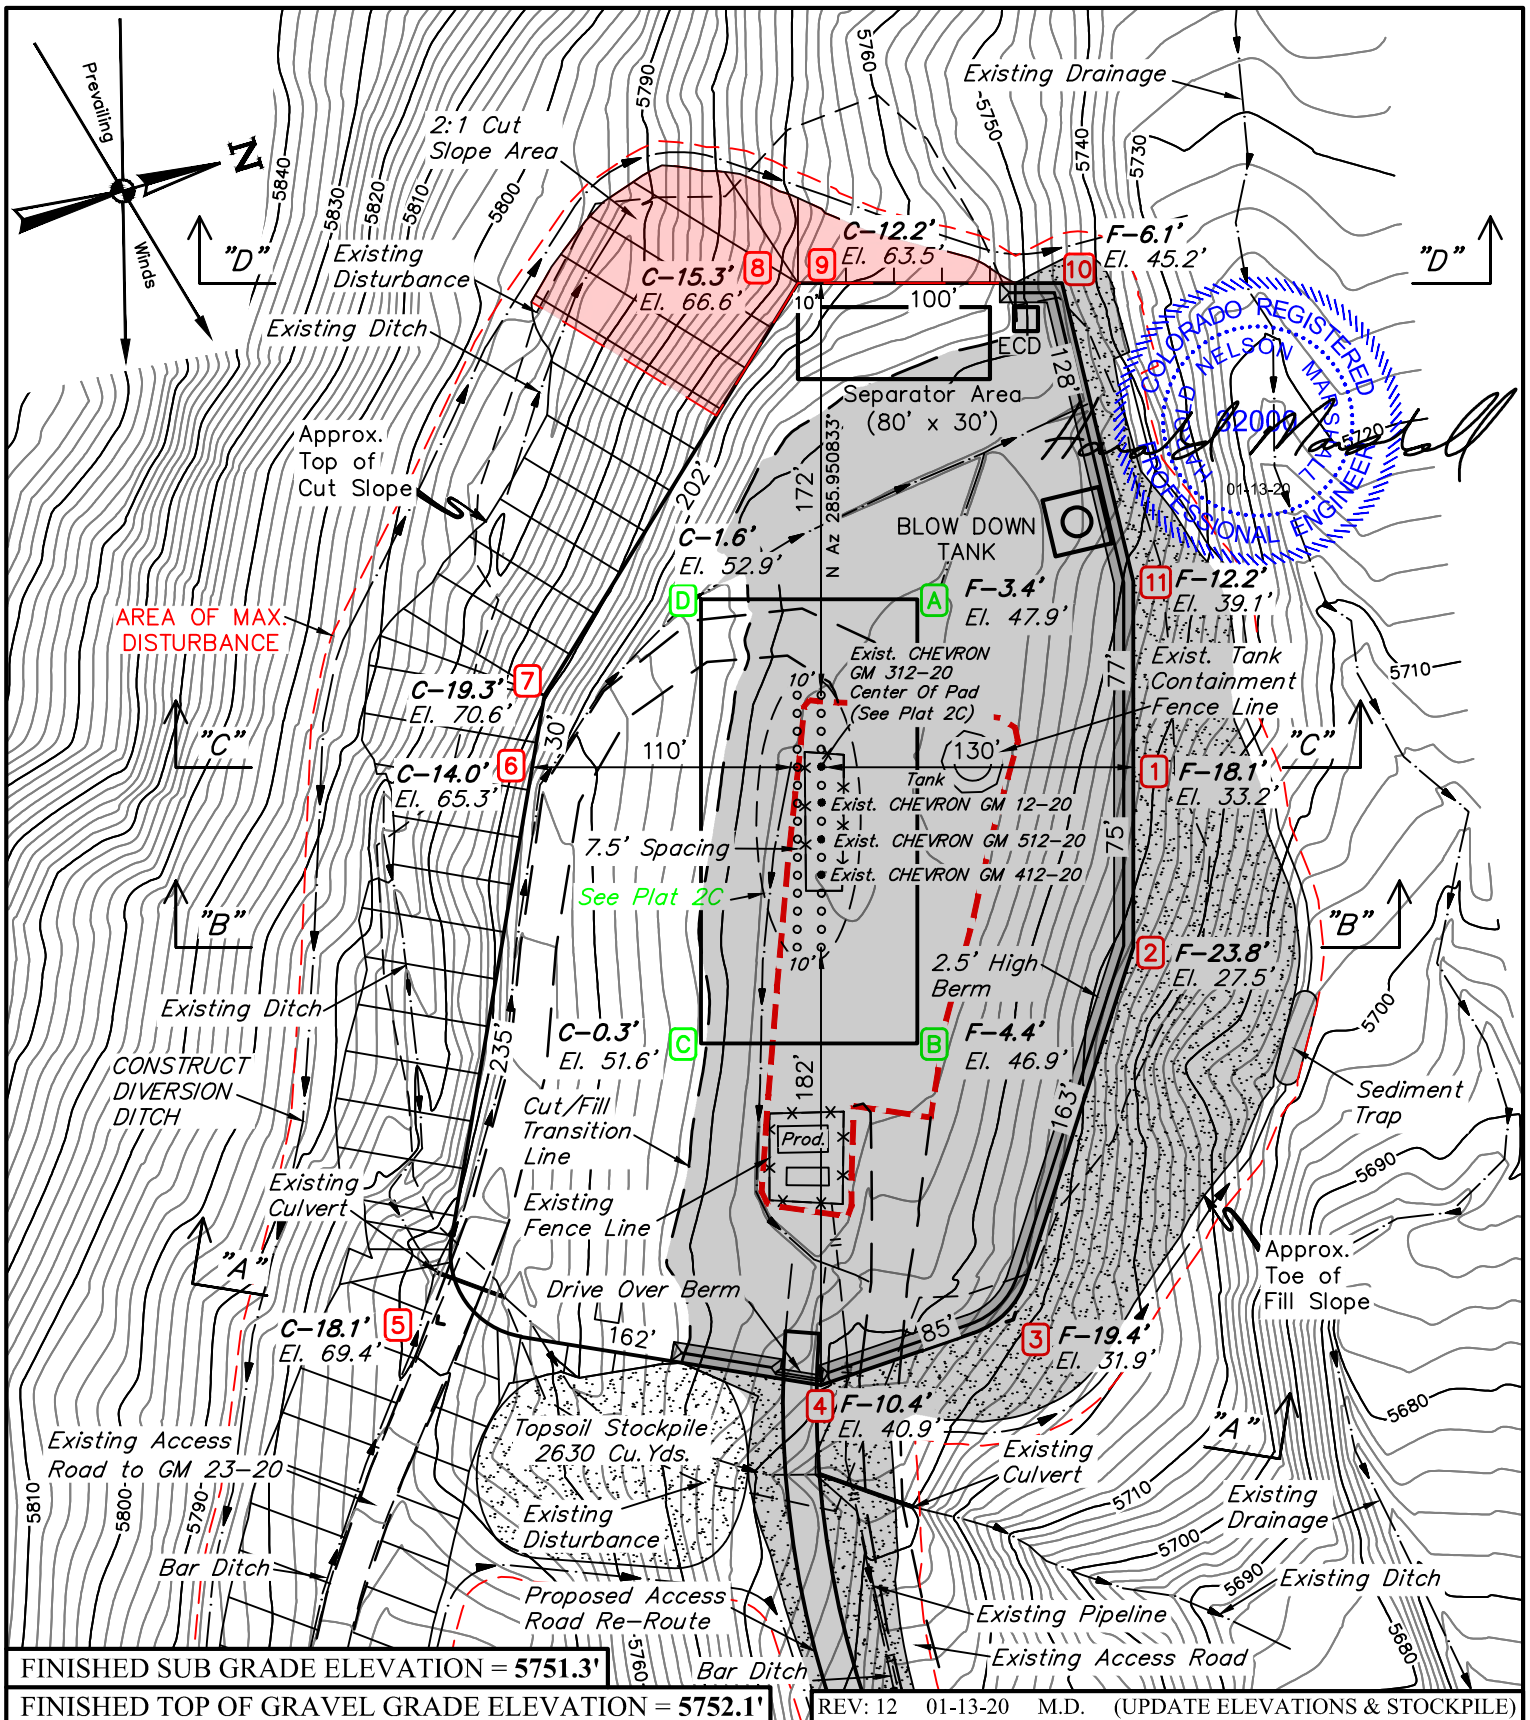 Prevailing
Winds
N
5840
5830
5820
5810
5800
5790
5760
5750
5740
5730
Existing Drainage
2:1 Cut
Slope Area
"D"
"D"
Existing
Disturbance
Existing Ditch
C-15.3'
El. 66.6'
8
9
C-12.2'
El. 63.5'
10
F-6.1'
El. 45.2'
10'
100'
ECD
128'
Separator Area
(80' x 30')
COLORADO REGISTERED
HAROLD NELSON MARSHALL
32000
01-13-20
PROFESSIONAL ENGINEER
Harold Marshall
5720
Approx.
Top of
Cut Slope
202'
172'
N Az 285.950833°
C-1.6'
El. 52.9'
BLOW DOWN
TANK
D
A
F-3.4'
El. 47.9'
11
F-12.2'
El. 39.1'
AREA OF MAX.
DISTURBANCE
Exist. CHEVRON
GM 312-20
Center Of Pad
(See Plat 2C)
10'
77'
Exist. Tank
Containment
Fence Line
5710
7
C-19.3'
El. 70.6'
30'
"C"
"C"
6
C-14.0'
El. 65.3'
110'
130'
Tank
1
F-18.1'
El. 33.2'
Exist. CHEVRON GM 12-20
Exist. CHEVRON GM 512-20
Exist. CHEVRON GM 412-20
75'
7.5' Spacing
See Plat 2C
"B"
"B"
10'
2.5' High
Berm
2
F-23.8'
El. 27.5'
Existing Ditch
5700
C-0.3'
El. 51.6'
C
B
F-4.4'
El. 46.9'
235'
182'
163'
CONSTRUCT
DIVERSION
DITCH
Cut/Fill
Transition
Line
Prod.
Sediment
Trap
5690
Existing
Culvert
Existing
Fence Line
"A"
Approx.
Toe of
Fill Slope
Drive Over Berm
C-18.1'
El. 69.4'
5
162'
85'
3
F-19.4'
El. 31.9'
4
F-10.4'
El. 40.9'
5680
"A"
Topsoil Stockpile
2630 Cu.Yds.
Existing Access
Road to GM 23-20
Existing
Culvert
5710
Existing
Drainage
5810
5800
5790
Existing
Disturbance
5700
Bar Ditch
5690
Existing Ditch
Proposed Access
Road Re-Route
Existing Pipeline
5680
5760
Bar Ditch
Existing Access Road
FINISHED SUB GRADE ELEVATION = 5751.3'
FINISHED TOP OF GRAVEL GRADE ELEVATION = 5752.1'
REV: 12 01-13-20 M.D. (UPDATE ELEVATIONS & STOCKPILE)